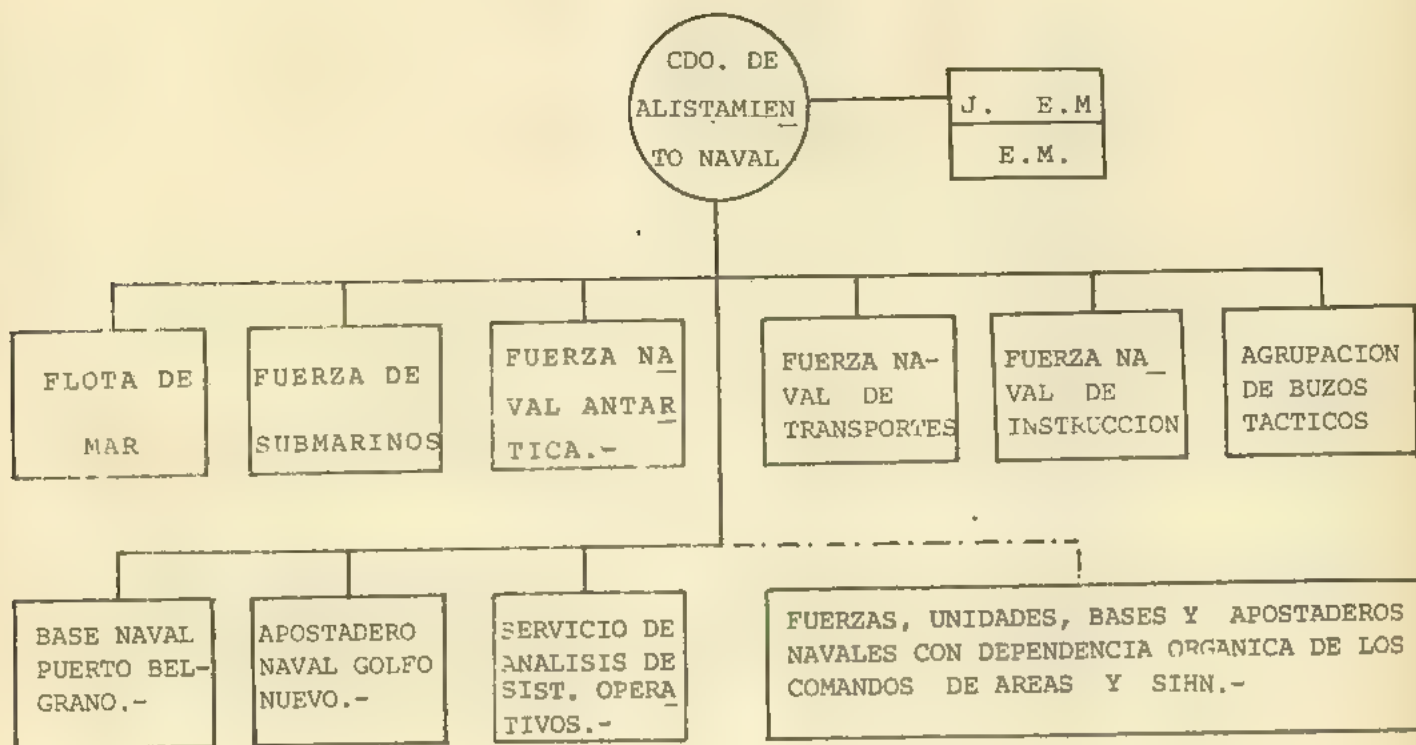 CDO. DE
ALISTAMIEN
TO NAVAL
J. E.M
E.M.
FLOTA DE
MAR
FUERZA DE
SUBMARINOS
FUERZA NA
VAL ANTAR
TICA.-
FUERZA NA-
VAL DE
TRANSPORTES
FUERZA NA
VAL DE
INSTRUCCION
AGRUPACION
DE BUZOS
TACTICOS
BASE NAVAL
PUERTO BEL-
GRANO.-
APOSTADERO
NAVAL GOLFO
NUEVO.-
SERVICIO DE
ANALISIS DE
SIST. OPERA
TIVOS.-
FUERZAS, UNIDADES, BASES Y APOSTADEROS
NAVALES CON DEPENDENCIA ORGANICA DE LOS
COMANDOS DE AREAS Y SIHN.-